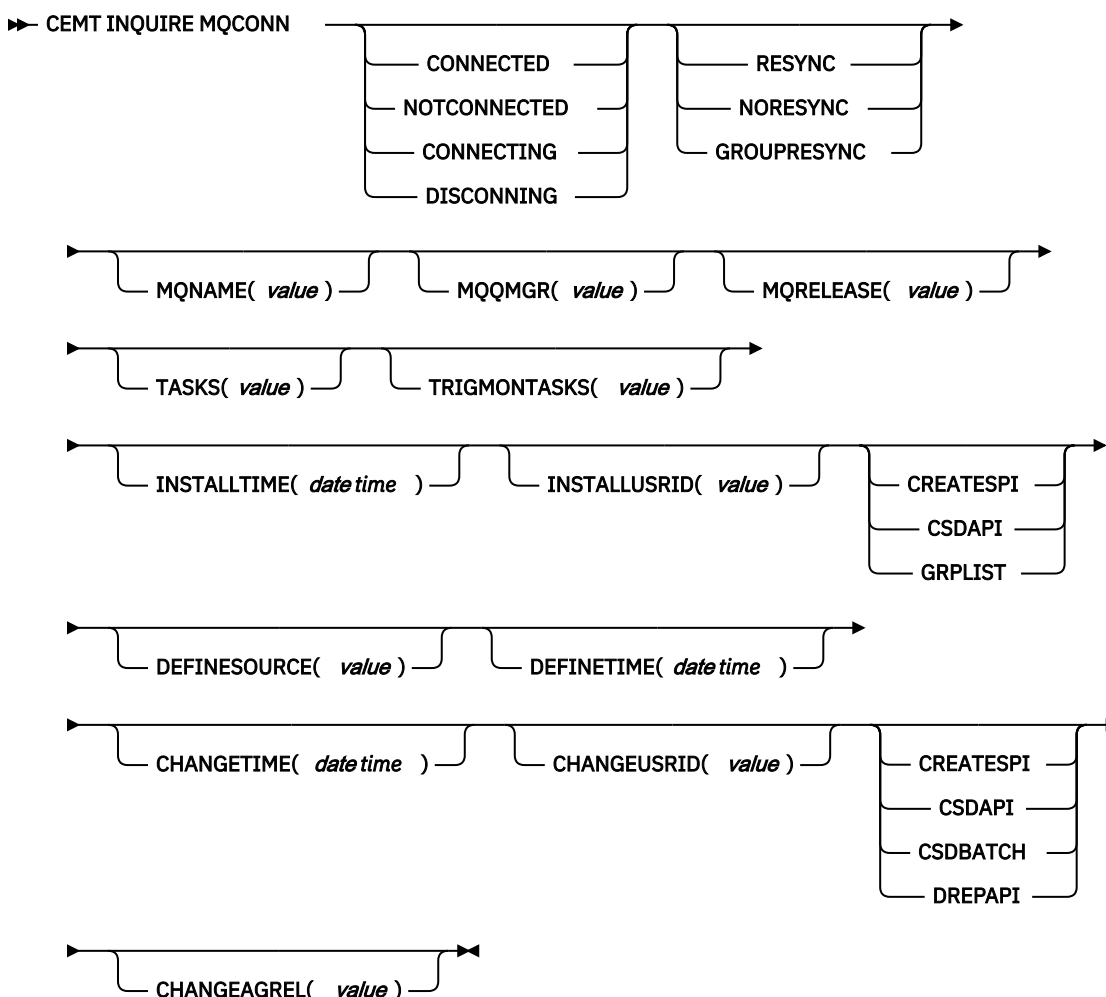 CEMT INQUIRE MQCONN
CONNECTED
NOTCONNECTED
CONNECTING
DISCONNING
RESYNC
NORESYNC
GROUPRESYNC
MQNAME( value ) MQQMGR( value ) MQRELEASE( value )
TASKS( value ) TRIGMONTASKS( value )
INSTALLTIME( date time ) INSTALLUSRID( value )
CREATESPI
CSDAPI
GRPLIST
DEFINESOURCE( value ) DEFINETIME( date time )
CHANGETIME( date time ) CHANGEUSRID( value )
CREATESPI
CSDAPI
CSDBATCH
DREPAPI
CHANGEAGREL( value )